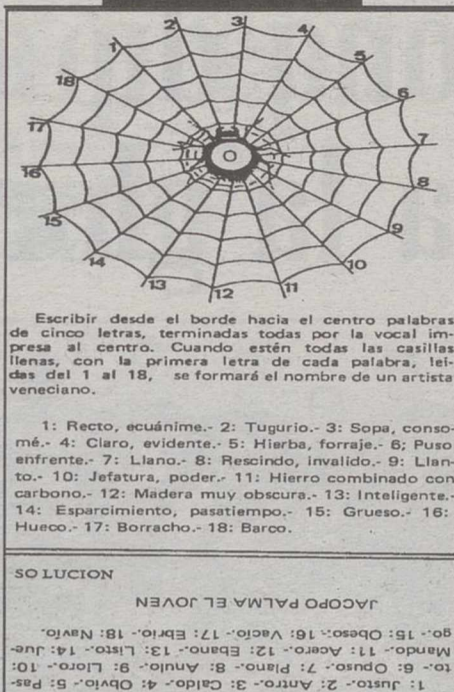 3
2
4
1
5
18
6
17
7
O
16
8
15
9
14
10
13
11
12
Escribir desde el borde hacia el centro palabras
de cinco letras, terminadas todas por la vocal im-
presa al centro. Cuando estén todas las casillas
llenas, con la primera letra de cada palabra, leí-
das del 1 al 18, se formará el nombre de un artista
veneciano.
1: Recto, ecuánime.- 2: Tugurio.- 3: Sopa, conso-
mé.- 4: Claro, evidente.- 5: Hierba, forraje.- 6; Puso
enfrente.- 7: Llano.- 8: Rescindo, invalido.- 9: Llan-
to.- 10: Jefatura, poder.- 11: Hierro combinado con
carbono.- 12: Madera muy obscura.- 13: Inteligente.-
14: Esparcimiento, pasatiempo.- 15: Grueso.- 16:
Hueco.- 17: Borracho.- 18: Barco.
SOLUCION
JACOPO PALMA EL JOVEN
1: Justo.- 2: Antro.- 3: Caldo.- 4: Obvio.- 5: Pas-
to.- 6: Opuso.- 7: Plano.- 8: Anulo.- 9: Lloro.- 10:
Mando.- 11: Acero.- 12: Ebano.- 13: Listo.- 14: Jue-
go.- 15: Obeso.- 16: Vacío.- 17: Ebrio.- 18: Navío.